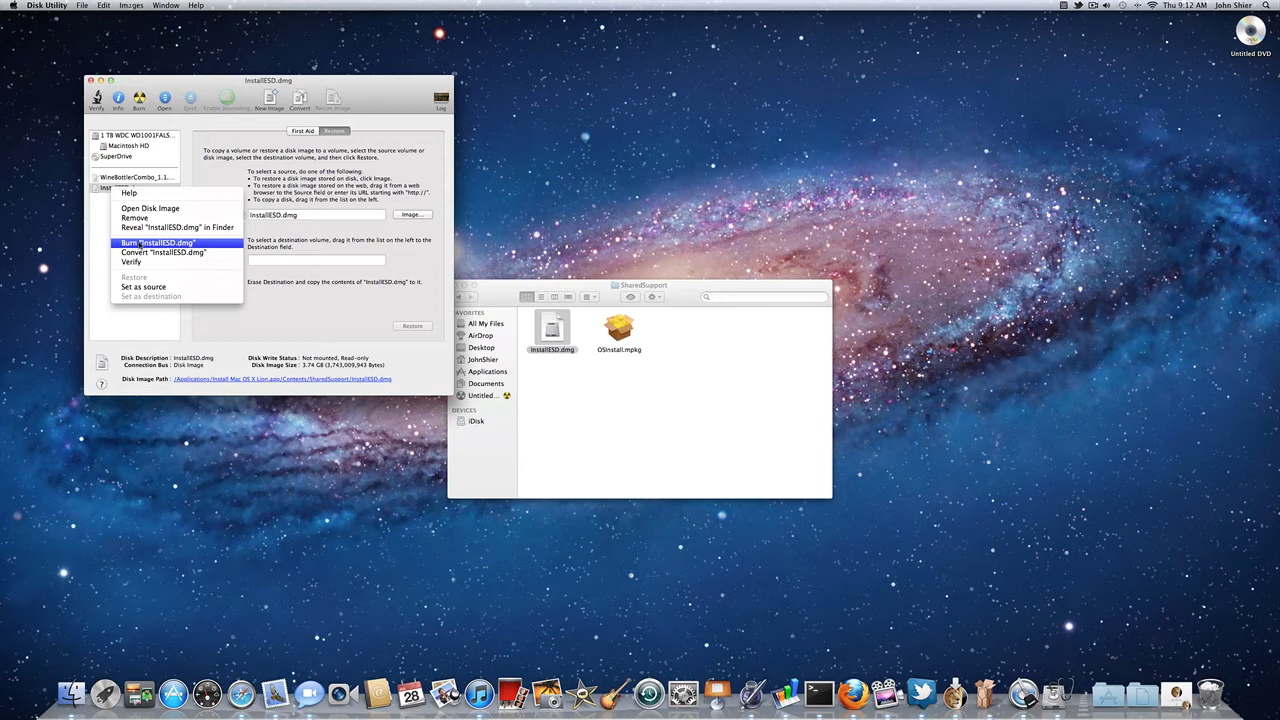 Disk Utility File Edit Images Window Help
Thu 9:12 AM John Shier
Untitled DVD
InstallESD.dmg
Verify Info Burn Open Eject Enable Journaling New Image Convert Resize Image Log
1 TB WDC WD1001FALS...
Macintosh HD
SuperDrive
WineBottlerCombo_1.1....
First Aid Restore
To copy a volume or restore a disk image to a volume, select the source volume or
disk image, select the destination volume, and then click Restore.
To select a source, do one of the following:
• To restore a disk image stored on disk, click Image.
• To restore a disk image stored on the web, drag it from a web
browser to the Source field or enter its URL starting with "http://".
• To copy a disk, drag it from the list on the left.
InstallESD.dmg
Image...
To select a destination volume, drag it from the list on the left to the
Destination field.
Erase Destination and copy the contents of "InstallESD.dmg" to it.
Restore
Help
Open Disk Image
Remove
Reveal "InstallESD.dmg" in Finder
Burn "InstallESD.dmg"
Convert "InstallESD.dmg"
Verify
Restore
Set as source
Set as destination
Disk Description : InstallESD.dmg
Connection Bus : Disk Image
Disk Write Status : Not mounted, Read-only
Disk Image Size : 3.74 GB (3,743,009,943 Bytes)
Disk Image Path : /Applications/Install Mac OS X Lion.app/Contents/SharedSupport/InstallESD.dmg
SharedSupport
FAVORITES
All My Files
AirDrop
Desktop
JohnShier
Applications
Documents
Untitled...
DEVICES
iDisk
InstallESD.dmg
OSInstall.mpkg
28